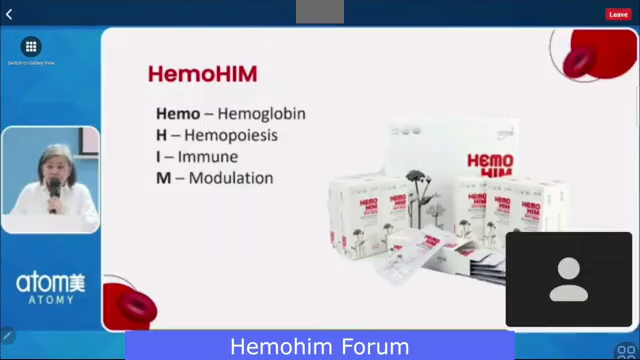 Leave
Switch to Gallery View
HemoHIM
Hemo – Hemoglobin
H – Hemopoiesis
I – Immune
M – Modulation
HEMO
HIM
atom美
ATOMY
Hemohim Forum